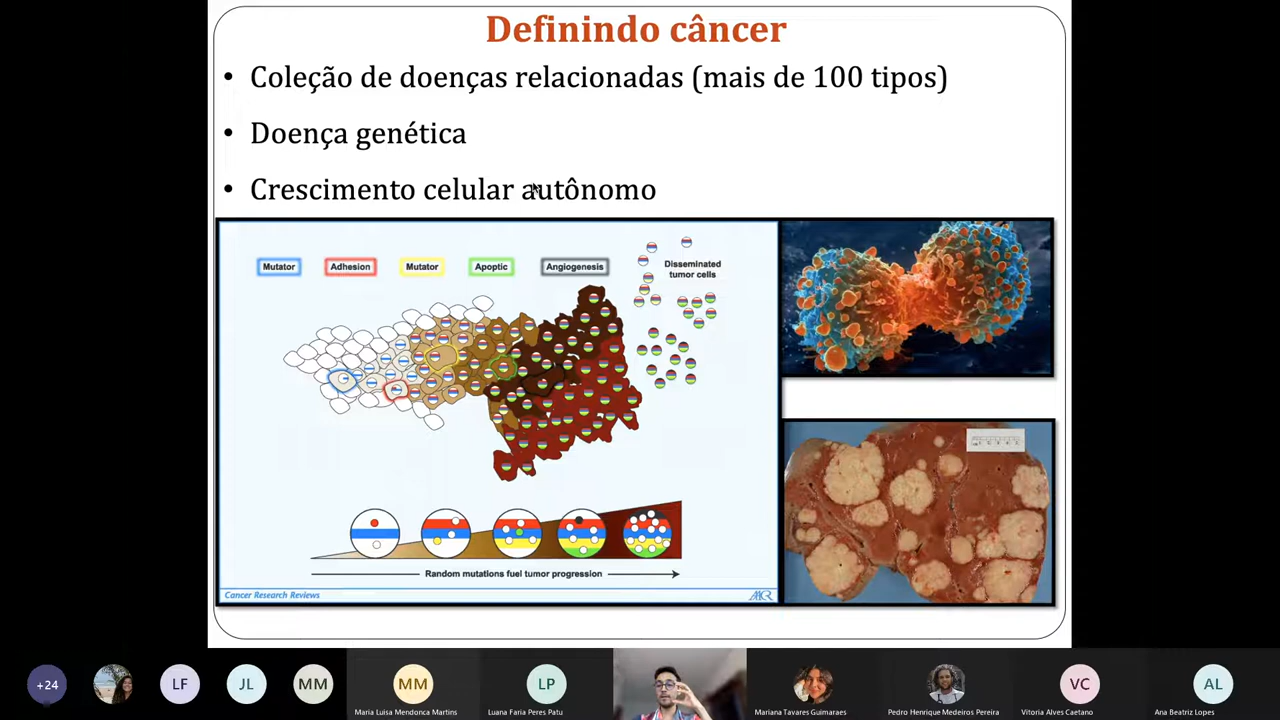 Definindo câncer
• Coleção de doenças relacionadas (mais de 100 tipos)
• Doença genética
• Crescimento celular autônomo
Mutator
Adhesion
Mutator
Apoptic
Angiogenesis
Disseminated
tumor cells
Random mutations fuel tumor progression
Cancer Research Reviews
AACR
+24
LF
JL
MM
MM
Maria Luisa Mendonca Martins
LP
Luana Faria Peres Patu
Mariana Tavares Guimaraes
Pedro Henrique Medeiros Pereira
VC
Vitoria Alves Caetano
AL
Ana Beatriz Lopes